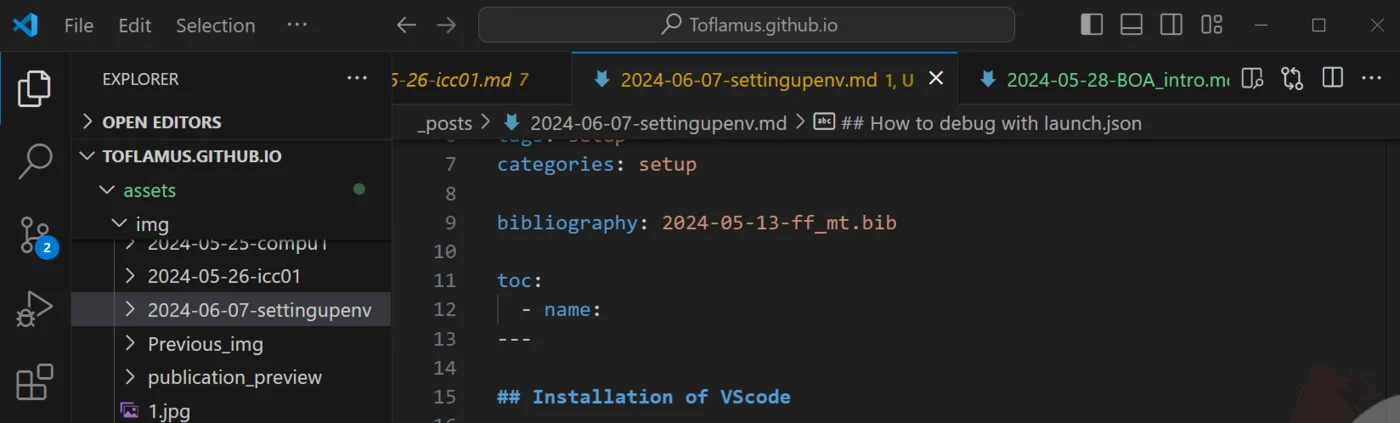 File Edit Selection ··· Toflamus.github.io
EXPLORER ···
OPEN EDITORS
TOFLAMUS.GITHUB.IO
assets
img
2024-05-25-compu1
2024-05-26-icc01
2024-06-07-settingupenv
Previous_img
publication_preview
1.jpg
2
5-26-icc01.md 7
2024-06-07-settingupenv.md 1, U
2024-05-28-BOA_intro.m
_posts > 2024-06-07-settingupenv.md > abc ## How to debug with launch.json
6 tags: setup
7 categories: setup
8
9 bibliography: 2024-05-13-ff_mt.bib
10
11 toc:
12 - name:
13 ---
14
15 ## Installation of VScode
16